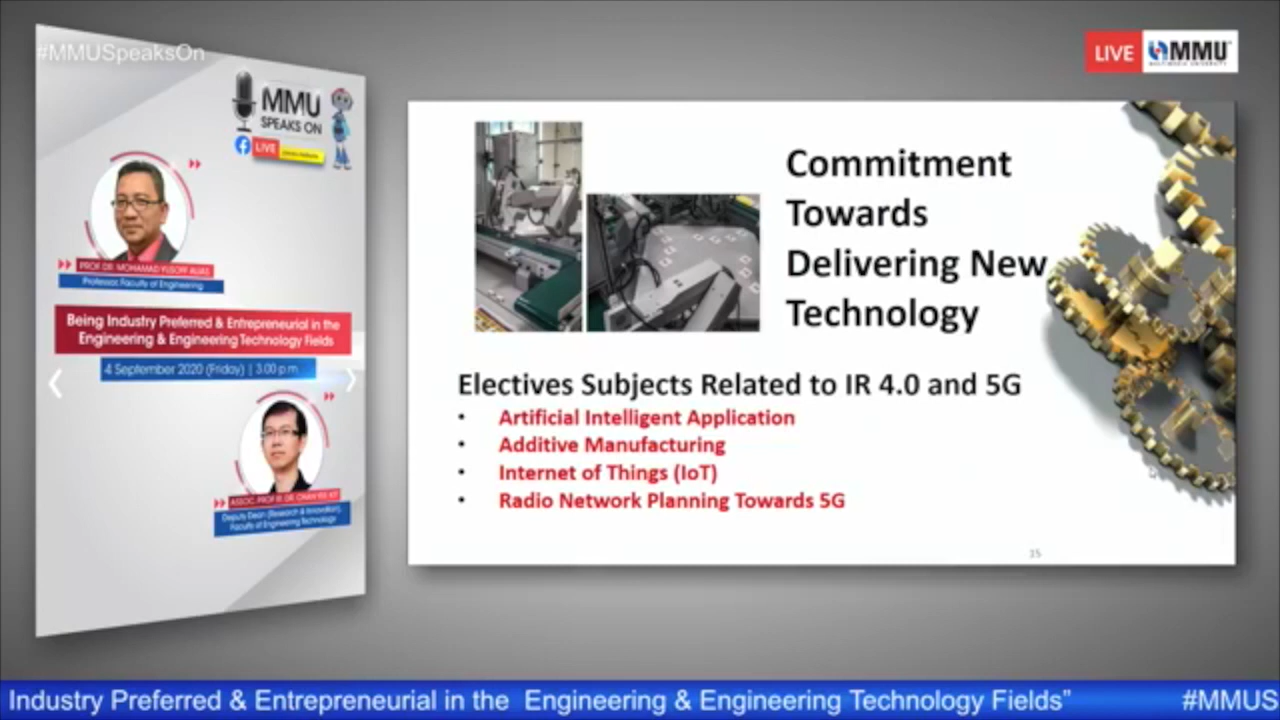 #MMUSpeaksOn
MMU
SPEAKS ON
LIVE
PROF. DR. MOHAMAD YUSOFF ALIAS
Professor, Faculty of Engineering
Being Industry Preferred & Entrepreneurial in the
Engineering & Engineering Technology Fields
4 September 2020 (Friday) | 3.00 p.m.
Deputy Dean (Research & Innovation),
Faculty of Engineering Technology
LIVE
MMU
MULTIMEDIA UNIVERSITY
Commitment
Towards
Delivering New
Technology
Electives Subjects Related to IR 4.0 and 5G
• Artificial Intelligent Application
• Additive Manufacturing
• Internet of Things (IoT)
• Radio Network Planning Towards 5G
15
Industry Preferred & Entrepreneurial in the Engineering & Engineering Technology Fields” #MMUS